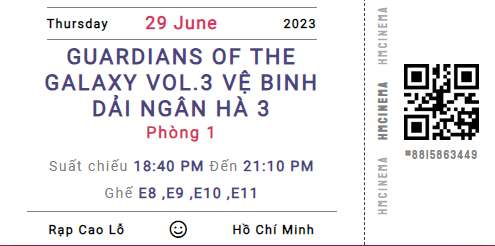 Thursday 29 June 2023
GUARDIANS OF THE
GALAXY VOL.3 VỆ BINH
DẢI NGÂN HÀ 3
Phòng 1
Suất chiếu 18:40 PM Đến 21:10 PM
Ghế E8 ,E9 ,E10 ,E11
Rạp Cao Lỗ Hồ Chí Minh
HMCINEMA
HMCINEMA
HMCINEMA
#8815863449